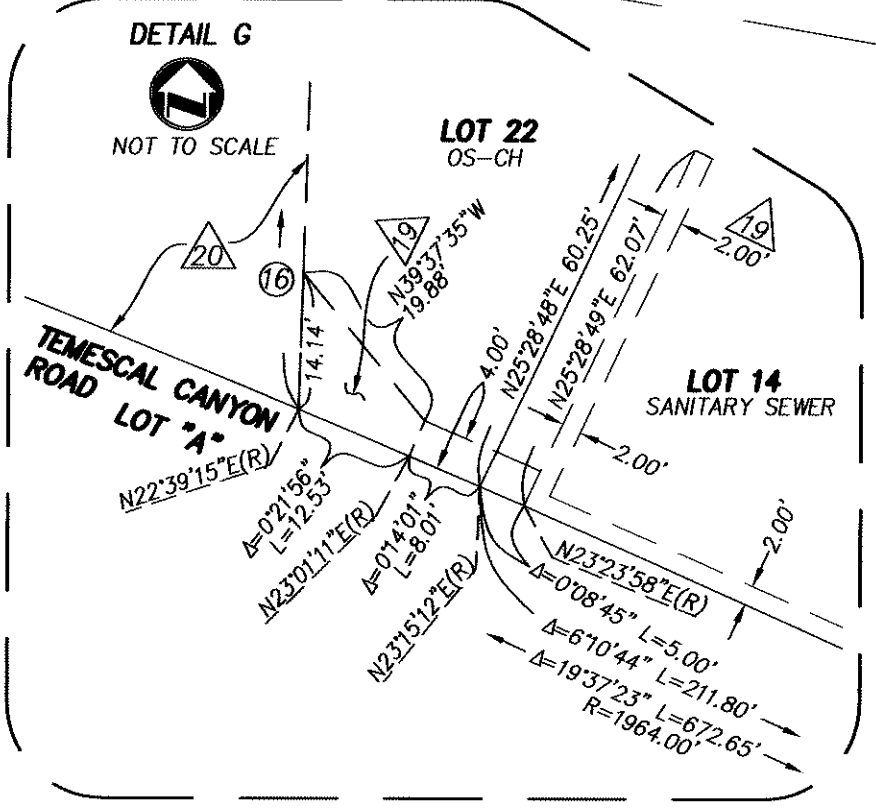 DETAIL G
N
NOT TO SCALE
LOT 22
OS-CH
20
16
19
N39°37'35"W
19.88'
14.14'
4.00'
N25°28'48"E 60.25'
N25°28'49"E 62.07'
19
2.00'
TEMESCAL CANYON
ROAD LOT "A"
LOT 14
SANITARY SEWER
2.00'
2.00'
N22°39'15"E(R)
Δ=0°21'56"
L=12.53'
N23°01'11"E(R)
Δ=0°14'01"
L=8.01'
N23°15'12"E(R)
N23°23'58"E(R)
Δ=0°08'45" L=5.00'
Δ=6°10'44" L=211.80'
Δ=19°37'23" L=672.65'
R=1964.00'